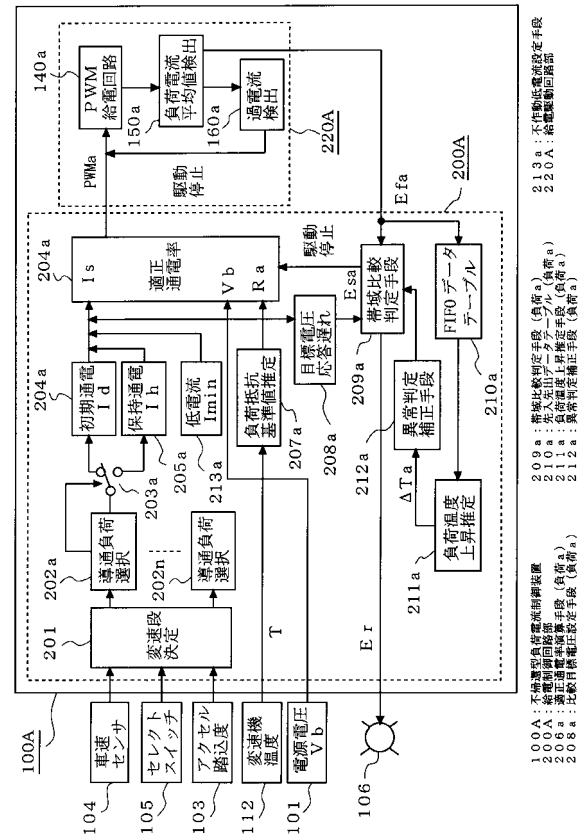 100A
104
車速
センサ
105
セレクト
スイッチ
103
アクセル
踏込度
112
変速機
温度
101
電源電圧
Vb
106
201
変速段
決定
202a
導通負荷
選択
202n
導通負荷
選択
203a
204a
初期通電
Id
保持通電
Ih
205a
低電流
Imin
213a
T
負荷抵抗
基準値推定
207a
目標電圧
応答遅れ
208a
204a
Is
適正
通電率
Vb
Ra
駆動
停止
Esa
帯域比較
判定手段
209a
異常判定
補正手段
212a
ΔTa
負荷温度
上昇推定
211a
FIFOデータ
テーブル
210a
Er
Efa
200A
PWMa
駆動
停止
140a
PWM
給電回路
150a
負荷電流
平均値検出
160a
過電流
検出
220A
100A:不帰還型負荷電流制御装置
200A:給電制御回路部
206a:適正通電率演算手段(負荷a)
208a:比較目標電圧設定手段(負荷a)
209a:帯域比較判定手段(負荷a)
210a:先入先出データテーブル(負荷a)
211a:負荷温度上昇推定手段(負荷a)
212a:異常判定補正手段(負荷a)
213a:不作動低電流設定手段
220A:給電駆動回路部